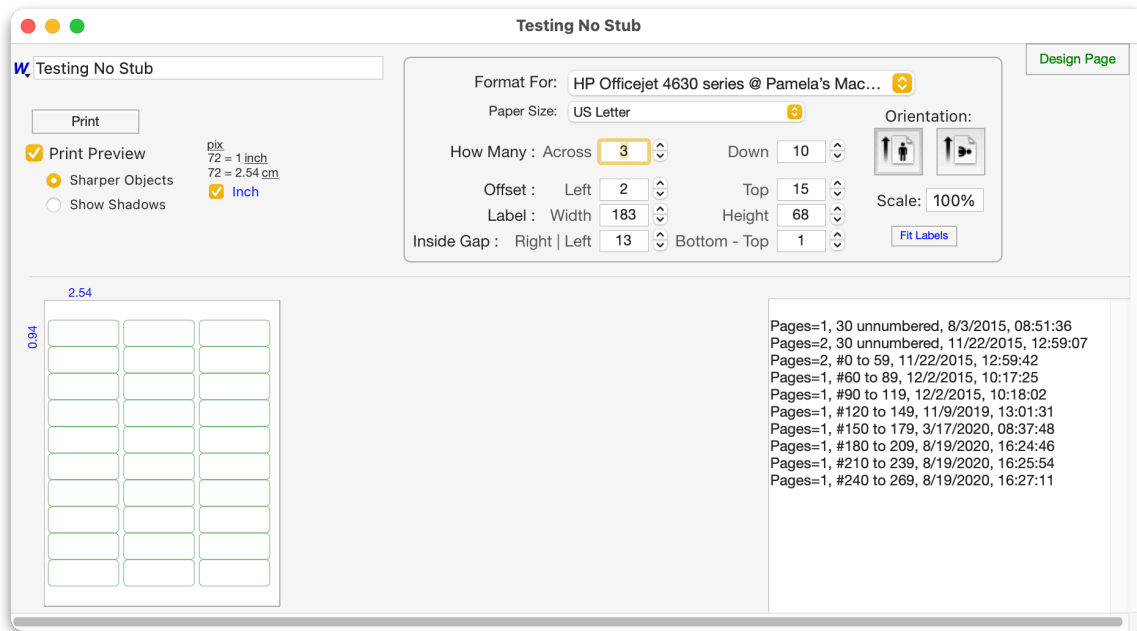 Testing No Stub
W Testing No Stub
Design Page
Format For: HP Officejet 4630 series @ Pamela's Mac...
Paper Size: US Letter
Orientation:
Print
Print Preview
Sharper Objects
Show Shadows
pix
72 = 1 inch
72 = 2.54 cm
Inch
How Many : Across 3 Down 10
Offset : Left 2 Top 15
Label : Width 183 Height 68
Inside Gap : Right | Left 13 Bottom - Top 1
Scale: 100%
Fit Labels
2.54
0.94
Pages=1, 30 unnumbered, 8/3/2015, 08:51:36
Pages=2, 30 unnumbered, 11/22/2015, 12:59:07
Pages=2, #0 to 59, 11/22/2015, 12:59:42
Pages=1, #60 to 89, 12/2/2015, 10:17:25
Pages=1, #90 to 119, 12/2/2015, 10:18:02
Pages=1, #120 to 149, 11/9/2019, 13:01:31
Pages=1, #150 to 179, 3/17/2020, 08:37:48
Pages=1, #180 to 209, 8/19/2020, 16:24:46
Pages=1, #210 to 239, 8/19/2020, 16:25:54
Pages=1, #240 to 269, 8/19/2020, 16:27:11